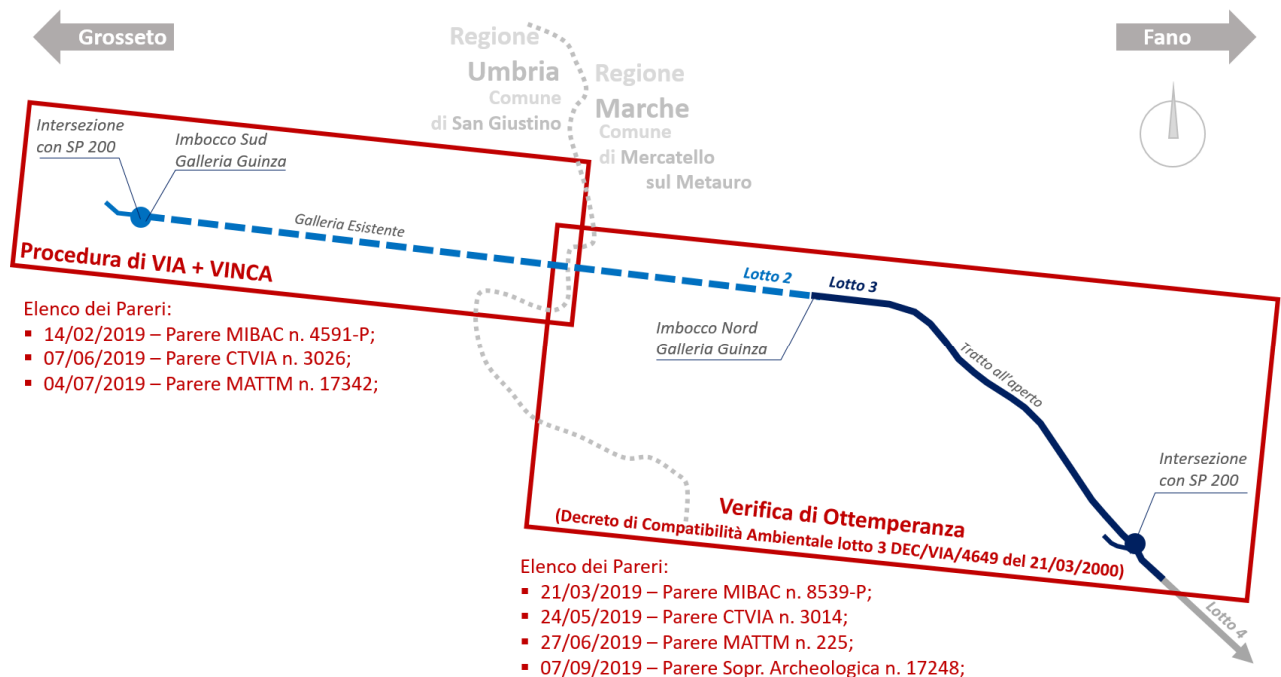 Grosseto
Fano
Regione
Umbria
Comune
di San Giustino
Regione
Marche
Comune
di Mercatello
sul Metauro
Intersezione
con SP 200
Imbocco Sud
Galleria Guinza
Galleria Esistente
Procedura di VIA + VINCA
Lotto 2
Lotto 3
Imbocco Nord
Galleria Guinza
Tratto all'aperto
Intersezione
con SP 200
Verifica di Ottemperanza
(Decreto di Compatibilità Ambientale lotto 3 DEC/VIA/4649 del 21/03/2000)
Lotto 4
Elenco dei Pareri:
▪ 14/02/2019 – Parere MIBAC n. 4591-P;
▪ 07/06/2019 – Parere CTVIA n. 3026;
▪ 04/07/2019 – Parere MATTM n. 17342;
Elenco dei Pareri:
▪ 21/03/2019 – Parere MIBAC n. 8539-P;
▪ 24/05/2019 – Parere CTVIA n. 3014;
▪ 27/06/2019 – Parere MATTM n. 225;
▪ 07/09/2019 – Parere Sopr. Archeologica n. 17248;